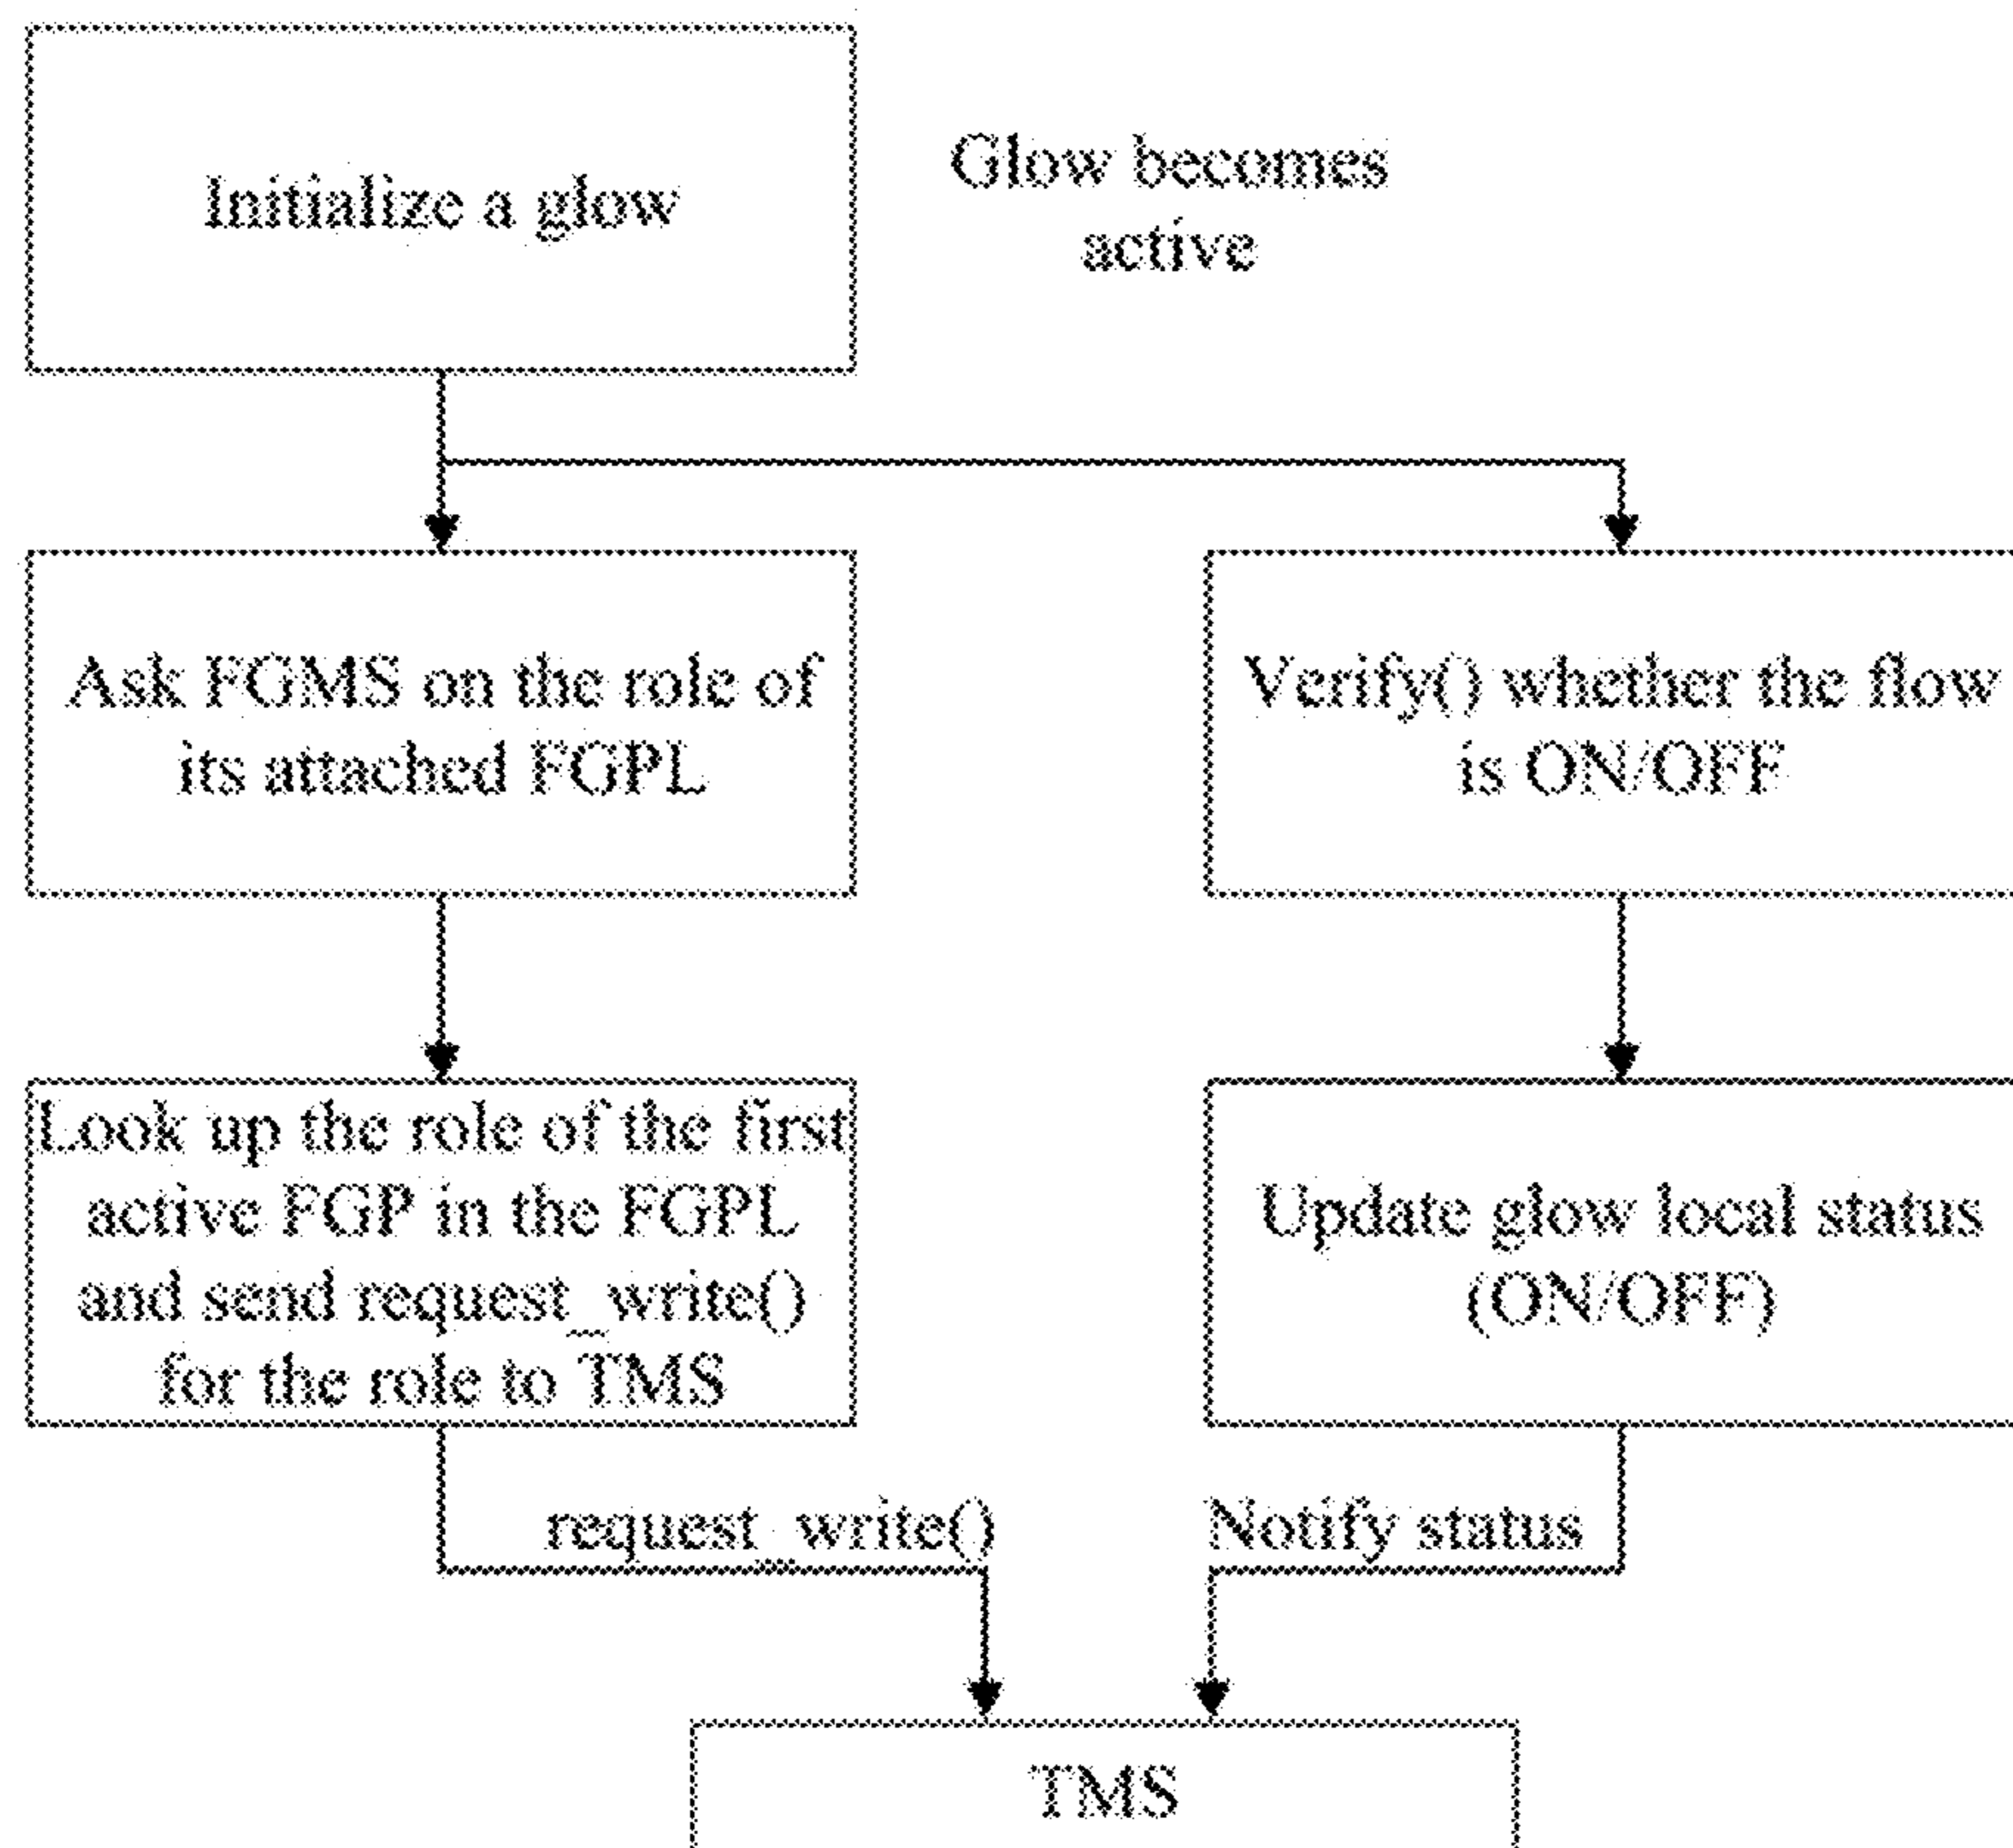 Initialize a glow
Glow becomes
active
Ask FGMS on the role of
its attached FGPL
Verify() whether the flow
is ON/OFF
Look up the role of the first
active FGP in the FGPL
and send request_write()
for the role to TMS
Update glow local status
(ON/OFF)
request_write()
Notify status
TMS